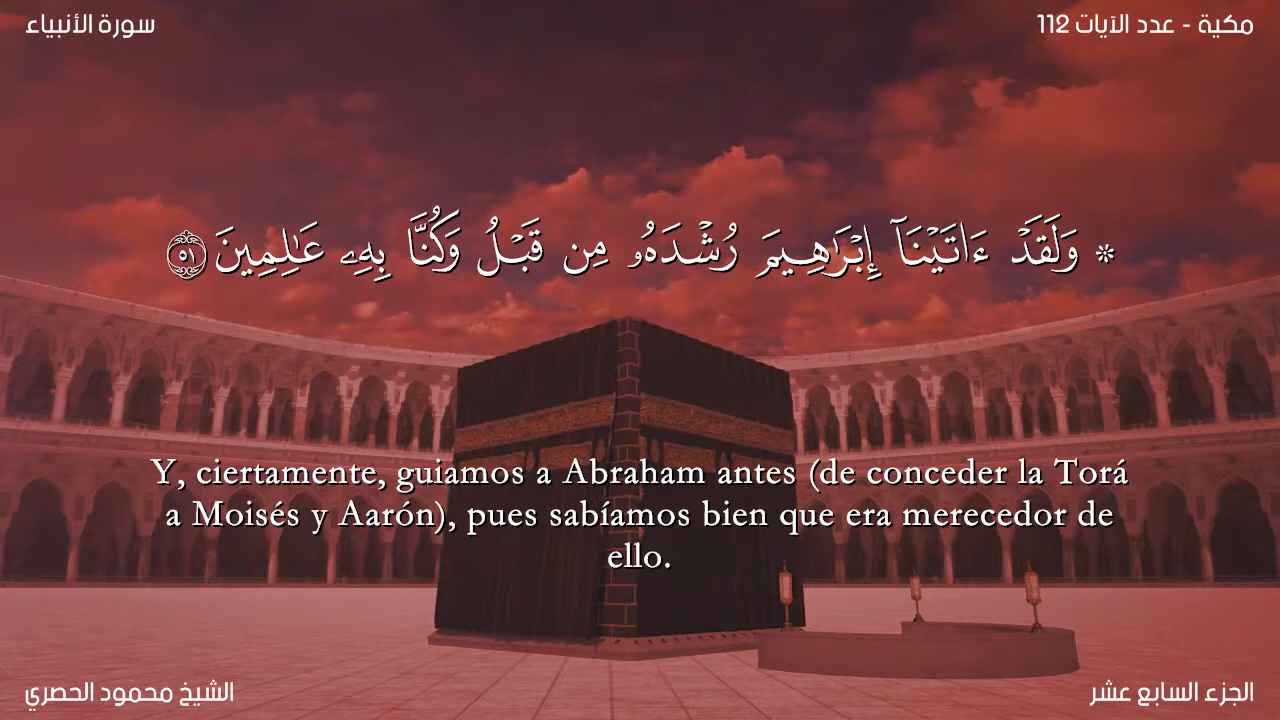 مكية - عدد الآيات 112
سورة الأنبياء
۞ وَلَقَدْ ءَاتَيْنَآ إِبْرَٰهِيمَ رُشْدَهُۥ مِن قَبْلُ وَكُنَّا بِهِۦ عَٰلِمِينَ ٥١
Y, ciertamente, guiamos a Abraham antes (de conceder la Torá
a Moisés y Aarón), pues sabíamos bien que era merecedor de
ello.
الجزء السابع عشر
الشيخ محمود الحصري